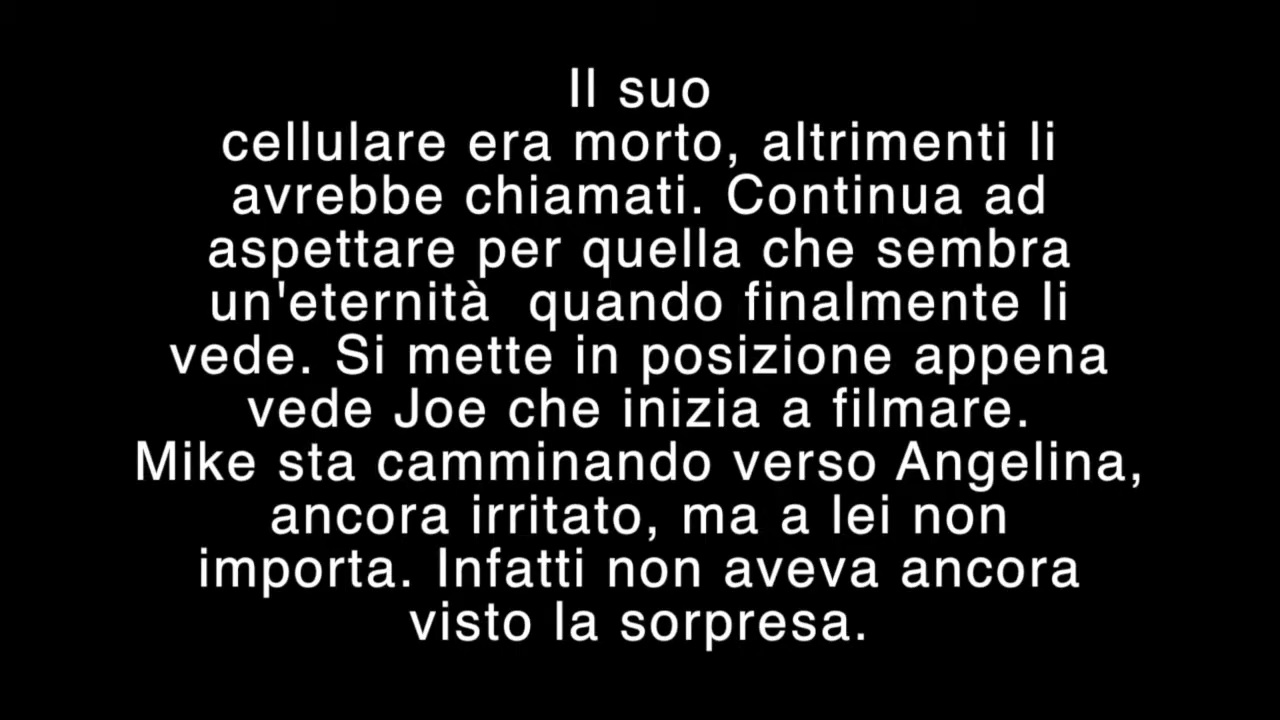 Il suo
cellulare era morto, altrimenti li
avrebbe chiamati. Continua ad
aspettare per quella che sembra
un'eternità  quando finalmente li
vede. Si mette in posizione appena
vede Joe che inizia a filmare.
Mike sta camminando verso Angelina,
ancora irritato, ma a lei non
importa. Infatti non aveva ancora
visto la sorpresa.